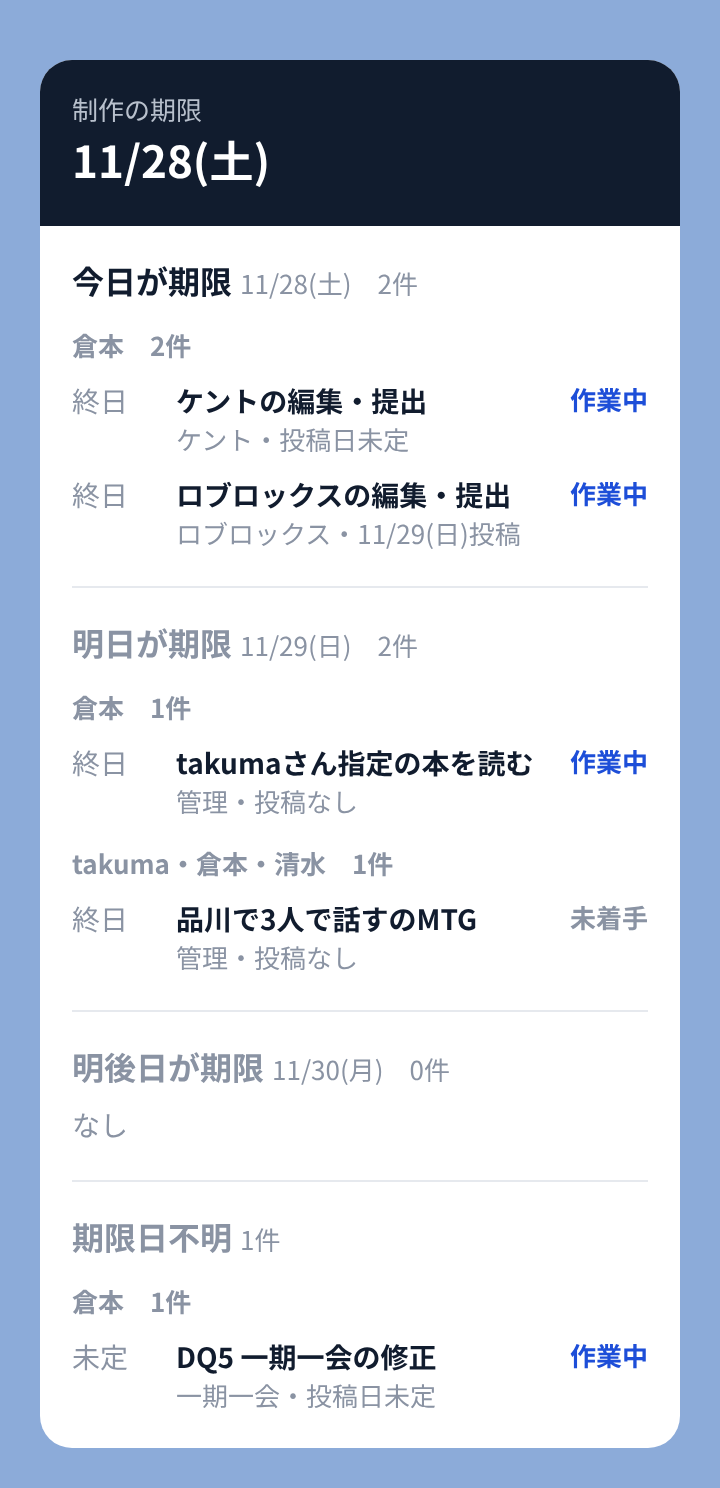 制作の期限
11/28(土)
今日が期限 11/28(土)　2件
倉本　2件
終日 ケントの編集・提出 作業中
ケント・投稿日未定
終日 ロブロックスの編集・提出 作業中
ロブロックス・11/29(日)投稿
明日が期限 11/29(日)　2件
倉本　1件
終日 takumaさん指定の本を読む 作業中
管理・投稿なし
takuma・倉本・清水　1件
終日 品川で3人で話すのMTG 未着手
管理・投稿なし
明後日が期限 11/30(月)　0件
なし
期限日不明 1件
倉本　1件
未定 DQ5 一期一会の修正 作業中
一期一会・投稿日未定